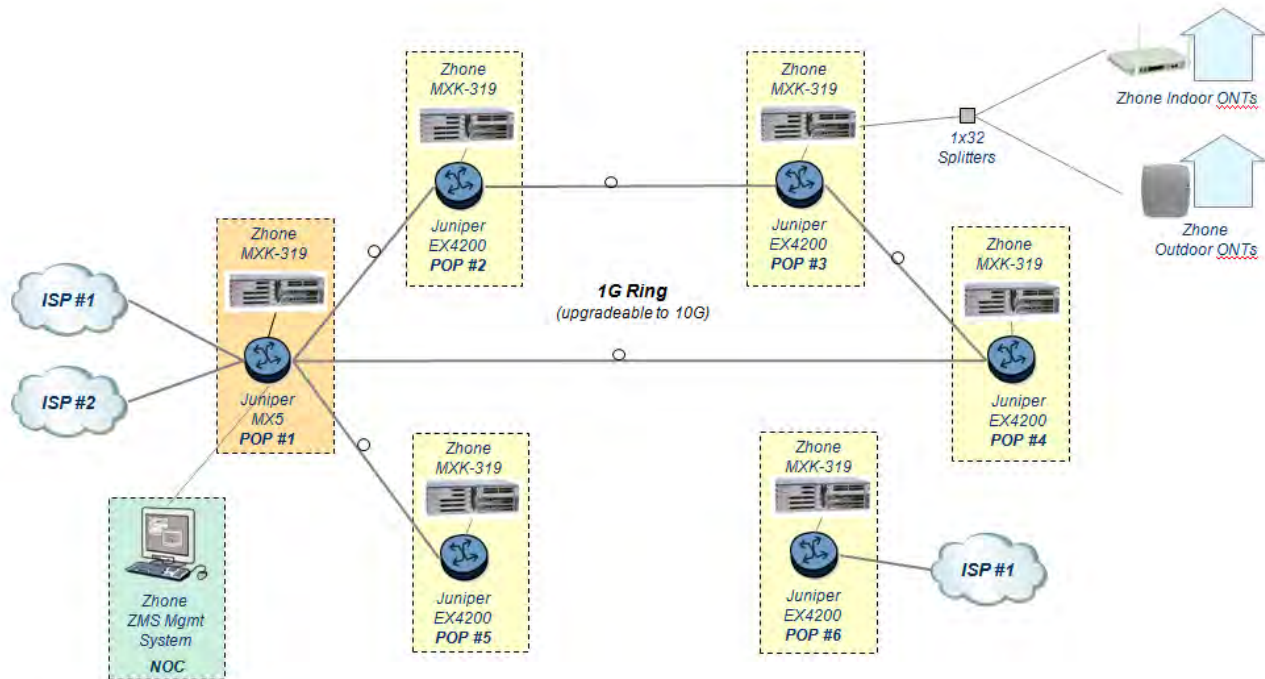 Zhone
MXK-319
Juniper
EX4200
POP #2
Zhone
MXK-319
Juniper
EX4200
POP #3
1x32
Splitters
Zhone Indoor ONTs
Zhone
Outdoor ONTs
ISP #1
ISP #2
Zhone
MXK-319
Juniper
MX5
POP #1
1G Ring
(upgradeable to 10G)
Zhone
MXK-319
Juniper
EX4200
POP #4
Zhone
ZMS Mgmt
System
NOC
Zhone
MXK-319
Juniper
EX4200
POP #5
Zhone
MXK-319
Juniper
EX4200
POP #6
ISP #1